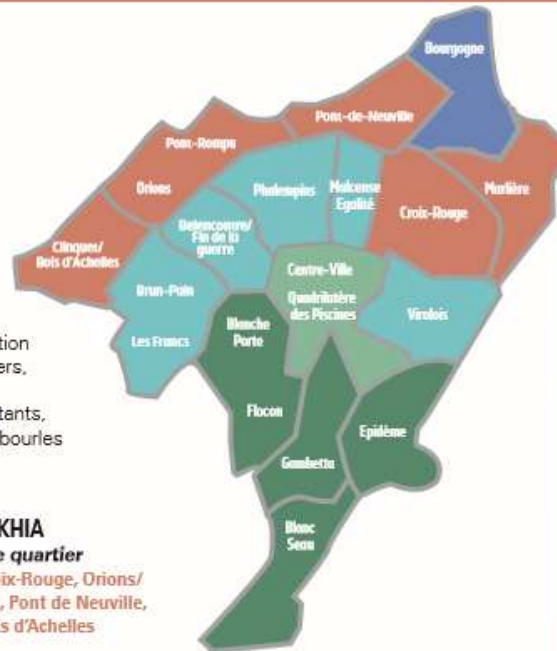 Bourgogne
Pont-de-Neuville
Pont-Rompu
Orions
Phalempins
Malcense
Egalité
Croix-Rouge
Marlière
Belencontre/
Fin de la
guerre
Clinquet/
Bois d'Achelles
Centre-Ville
Brun-Pain
Quadrilatère
des Piscines
Virolois
Les Francs
Blanche
Porte
Flocon
Epidème
Gambetta
Blanc
Seau
tion
ers,
tants,
bourles
KHIA
e quartier
oix-Rouge, Orions/
, Pont de Neuville,
s d'Achelles